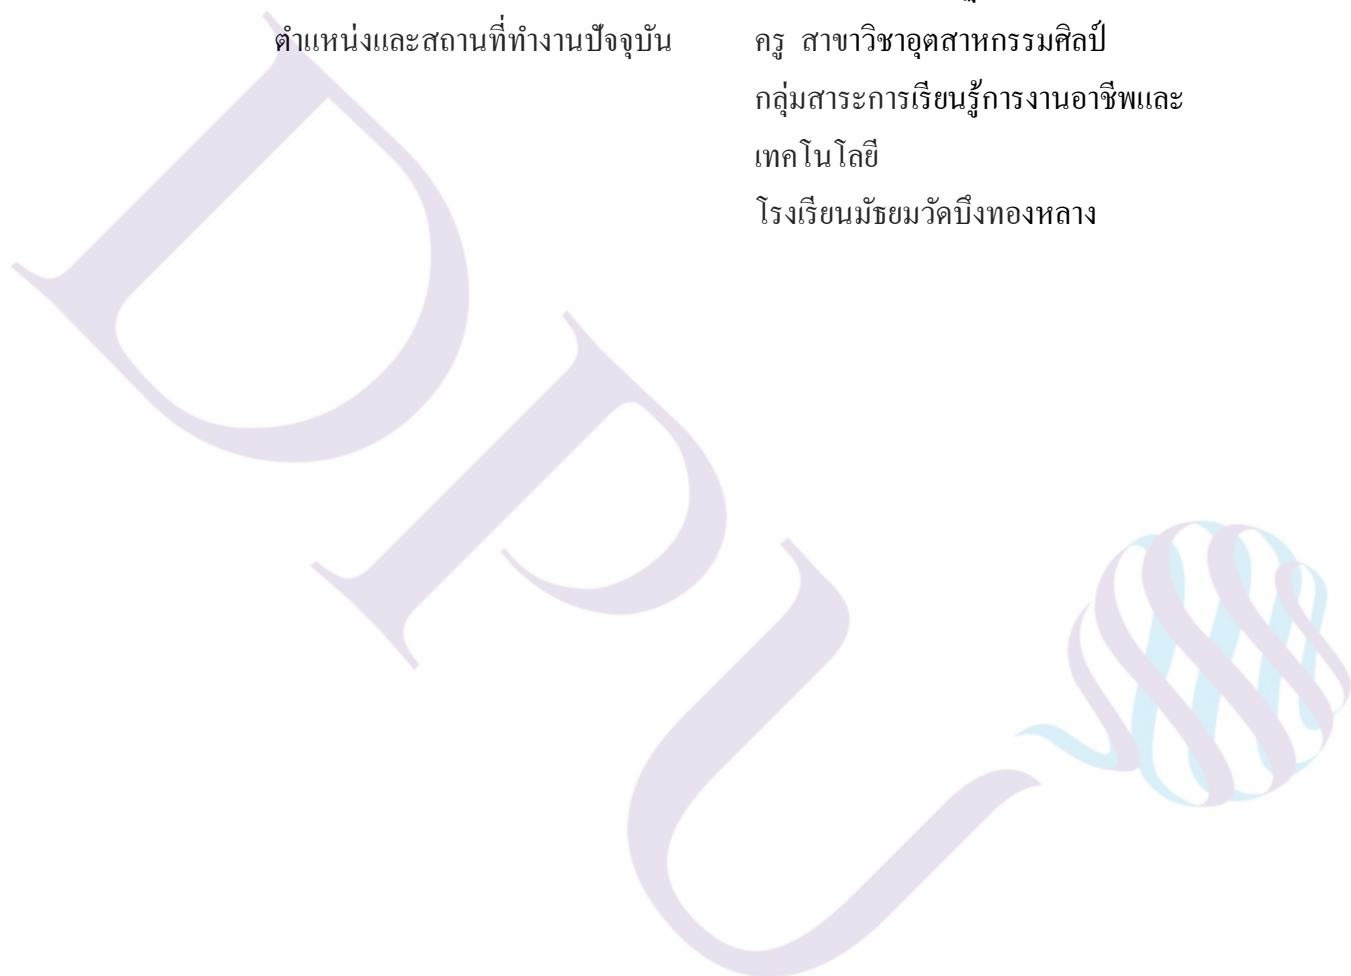 ตำแหน่งและสถานที่ทำงานปัจจุบัน ครู สาขาวิชาอุตสาหกรรมศิลป์
กลุ่มสาระการเรียนรู้การงานอาชีพและ
เทคโนโลยี
โรงเรียนมัธยมวัดบึงทองหลาง
DPU